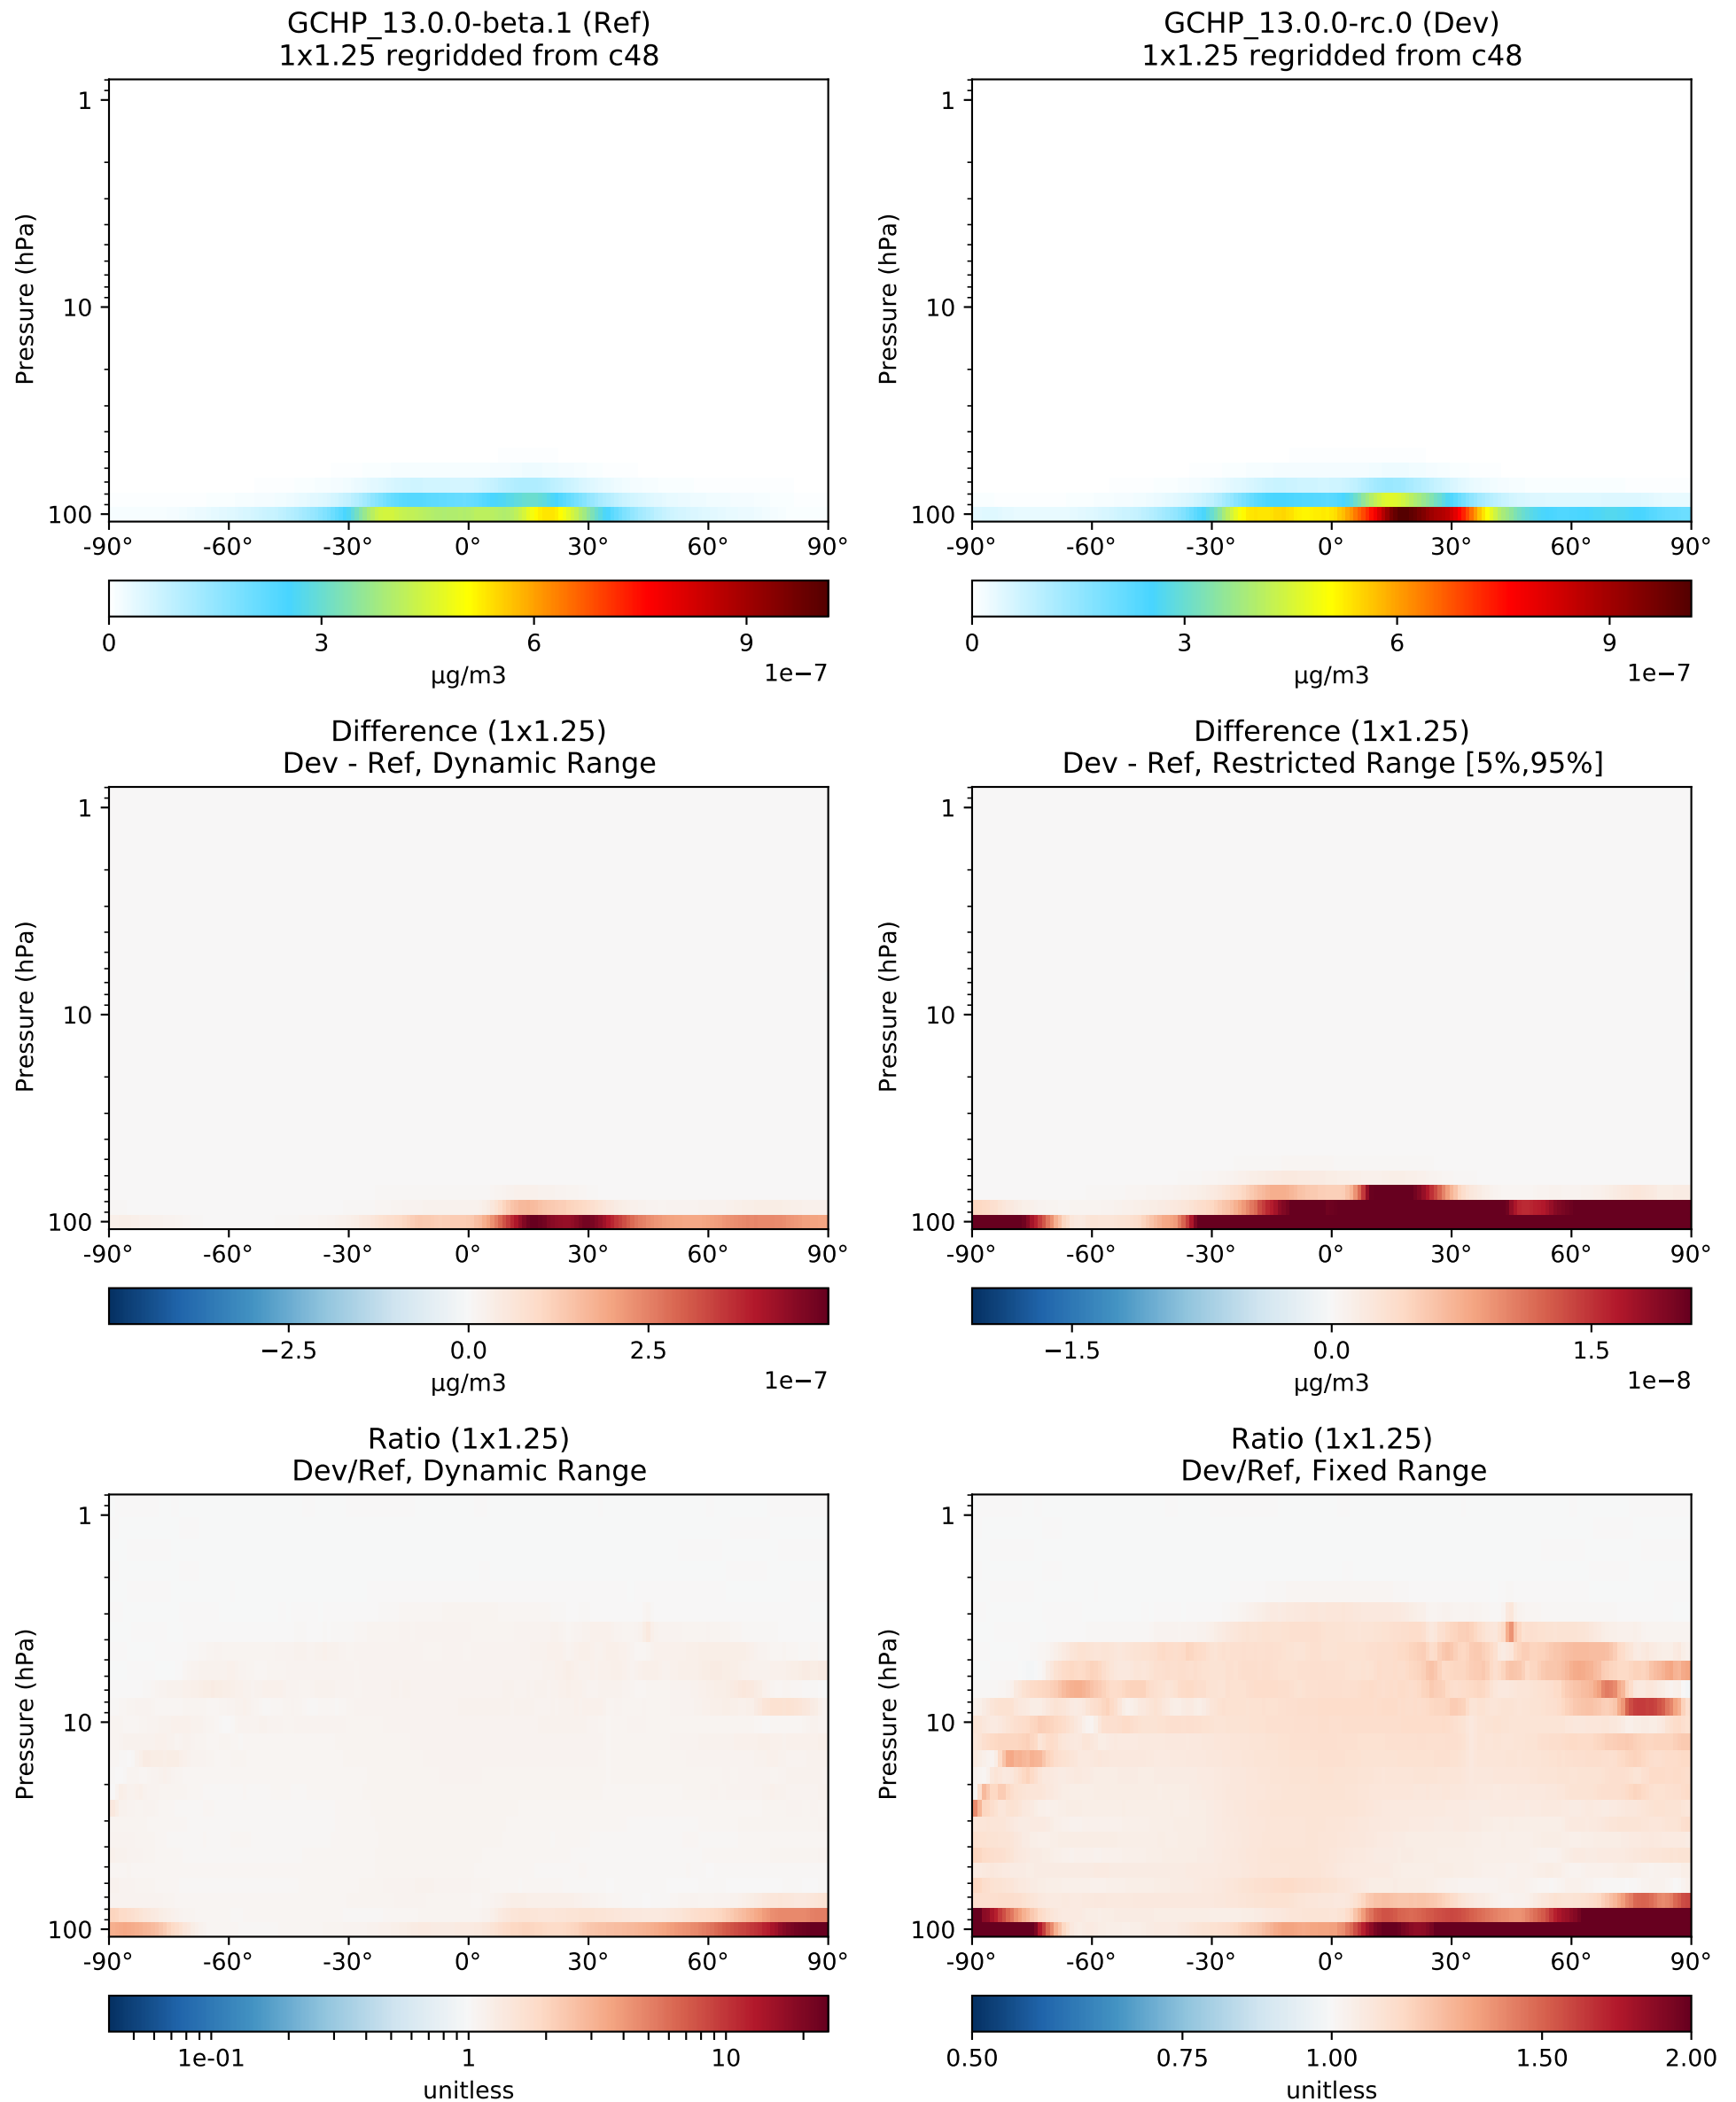 GCHP_13.0.0-beta.1 (Ref)
1x1.25 regridded from c48
Pressure (hPa)
1
10
100
-90° -60° -30° 0° 30° 60° 90°
0 3 6 9
1e−7
µg/m3
GCHP_13.0.0-rc.0 (Dev)
1x1.25 regridded from c48
Pressure (hPa)
1
10
100
-90° -60° -30° 0° 30° 60° 90°
0 3 6 9
1e−7
µg/m3
Difference (1x1.25)
Dev - Ref, Dynamic Range
Pressure (hPa)
1
10
100
-90° -60° -30° 0° 30° 60° 90°
−2.5 0.0 2.5
1e−7
µg/m3
Difference (1x1.25)
Dev - Ref, Restricted Range [5%,95%]
Pressure (hPa)
1
10
100
-90° -60° -30° 0° 30° 60° 90°
−1.5 0.0 1.5
1e−8
µg/m3
Ratio (1x1.25)
Dev/Ref, Dynamic Range
Pressure (hPa)
1
10
100
-90° -60° -30° 0° 30° 60° 90°
1e-01 1 10
unitless
Ratio (1x1.25)
Dev/Ref, Fixed Range
Pressure (hPa)
1
10
100
-90° -60° -30° 0° 30° 60° 90°
0.50 0.75 1.00 1.50 2.00
unitless